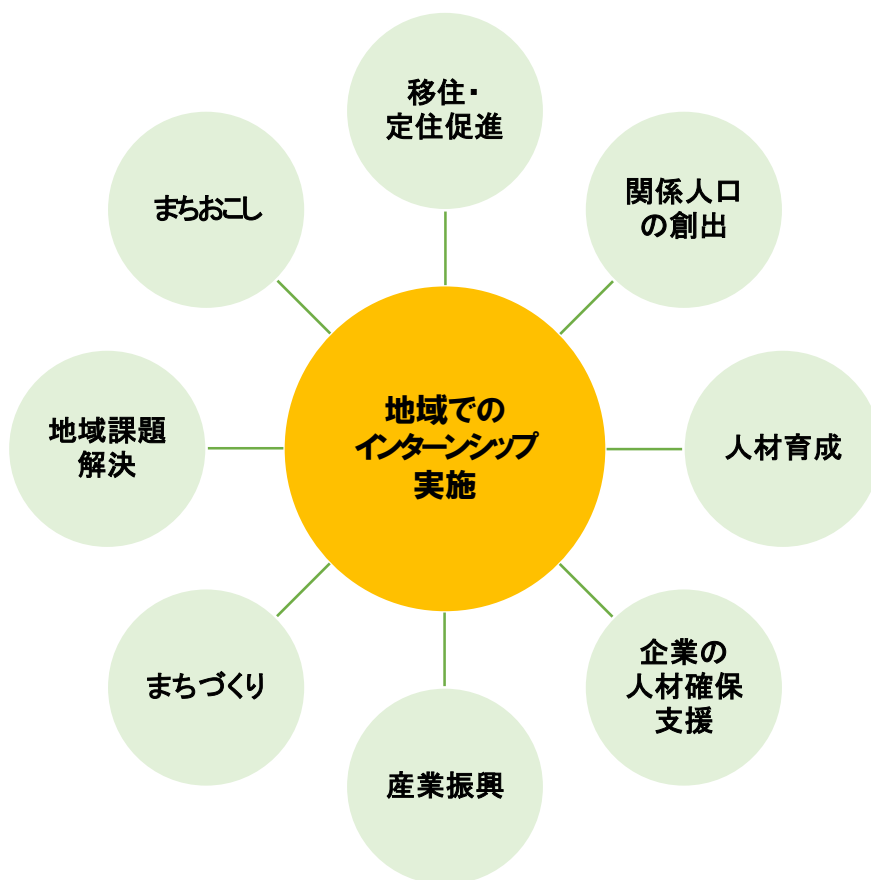 移住・
定住促進
関係人口
の創出
人材育成
企業の
人材確保
支援
産業振興
まちづくり
地域課題
解決
まちおこし
地域での
インターンシップ
実施